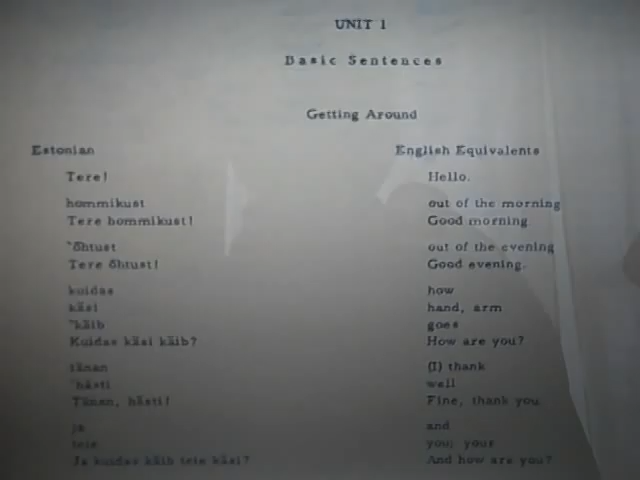 UNIT 1
Basic Sentences
Getting Around
Estonian English Equivalents
Tere! Hello.
hommikust out of the morning
Tere hommikust! Good morning
`õhtust out of the evening
Tere õhtust! Good evening.
kuidas how
käsi hand, arm
`käib goes
Kuidas käsi käib? How are you?
tänan (I) thank
`hästi well
Tänan, hästi! Fine, thank you
ja and
teie you; your
Ja kuidas käib teie käsi? And how are you?